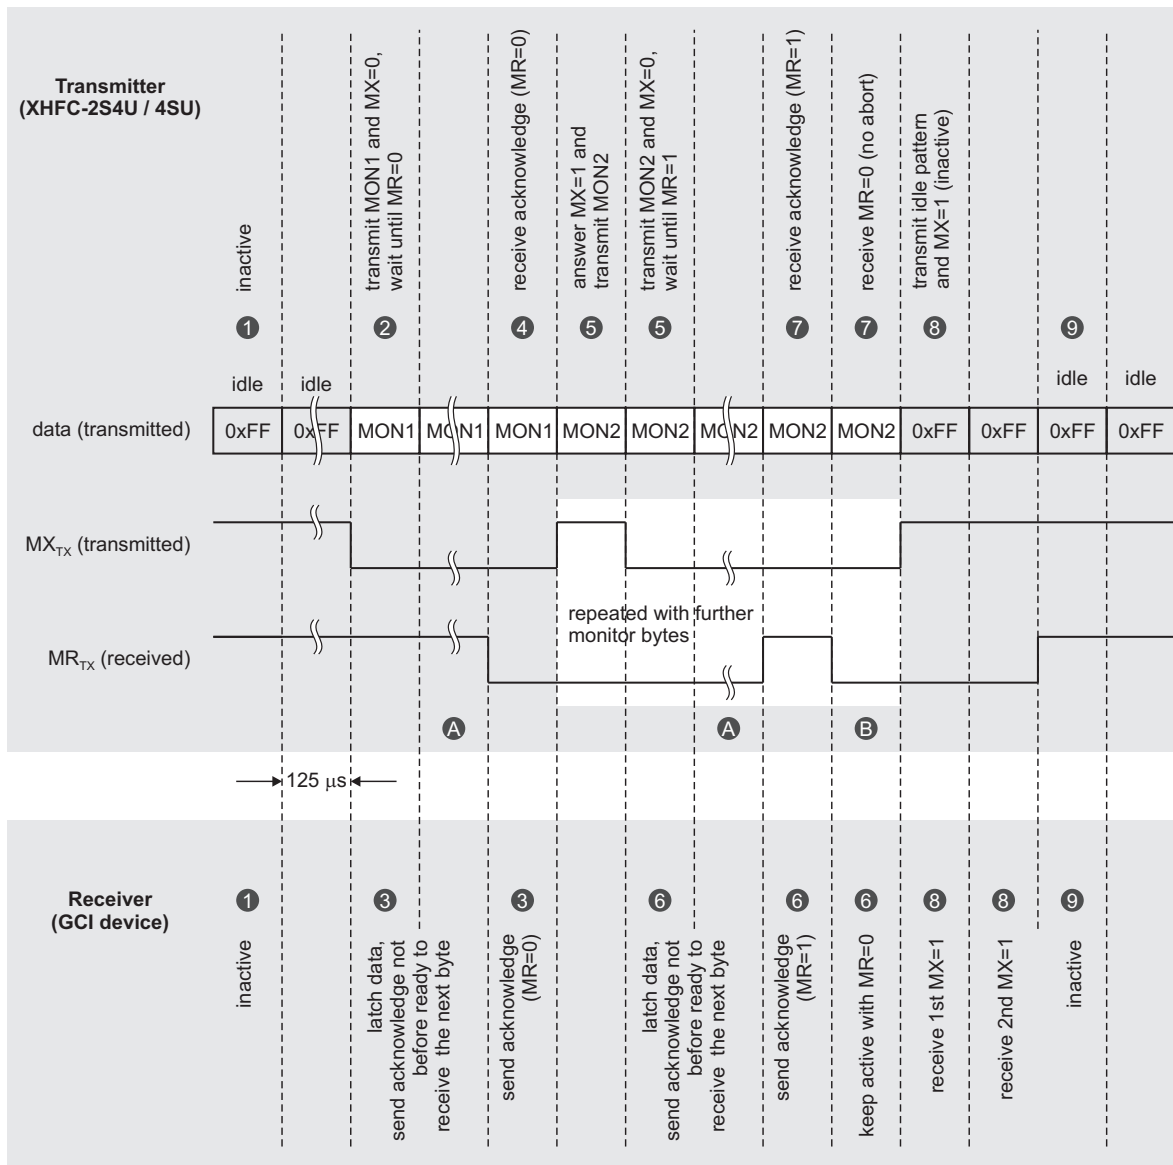 Transmitter
(XHFC-2S4U / 4SU)
inactive
transmit MON1 and MX=0,
wait until MR=0
receive acknowledge (MR=0)
answer MX=1 and
transmit MON2
transmit MON2 and MX=0,
wait until MR=1
receive acknowledge (MR=1)
receive MR=0 (no abort)
transmit idle pattern
and MX=1 (inactive)
1 2 4 5 5 7 7 8 9
idle idle idle idle
data (transmitted) 0xFF 0xFF MON1 MON1 MON1 MON2 MON2 MON2 MON2 MON2 0xFF 0xFF 0xFF 0xFF
MXTX (transmitted)
repeated with further
monitor bytes
MRTX (received)
A A B
125 µs
Receiver
(GCI device)
1 3 3 6 6 6 8 8 9
inactive
latch data,
send acknowledge not
before ready to
receive the next byte
send acknowledge
(MR=0)
latch data,
send acknowledge not
before ready to
receive the next byte
send acknowledge
(MR=1)
keep active with MR=0
receive 1st MX=1
receive 2nd MX=1
inactive